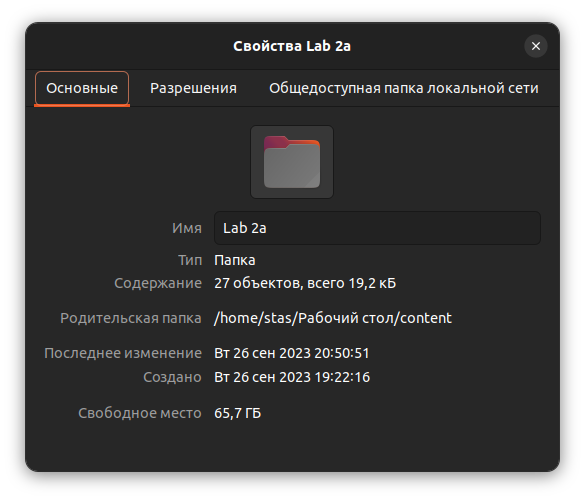 Свойства Lab 2a
Основные Разрешения Общедоступная папка локальной сети
Имя Lab 2a
Тип Папка
Содержание 27 объектов, всего 19,2 кБ
Родительская папка /home/stas/Рабочий стол/content
Последнее изменение Вт 26 сен 2023 20:50:51
Создано Вт 26 сен 2023 19:22:16
Свободное место 65,7 ГБ